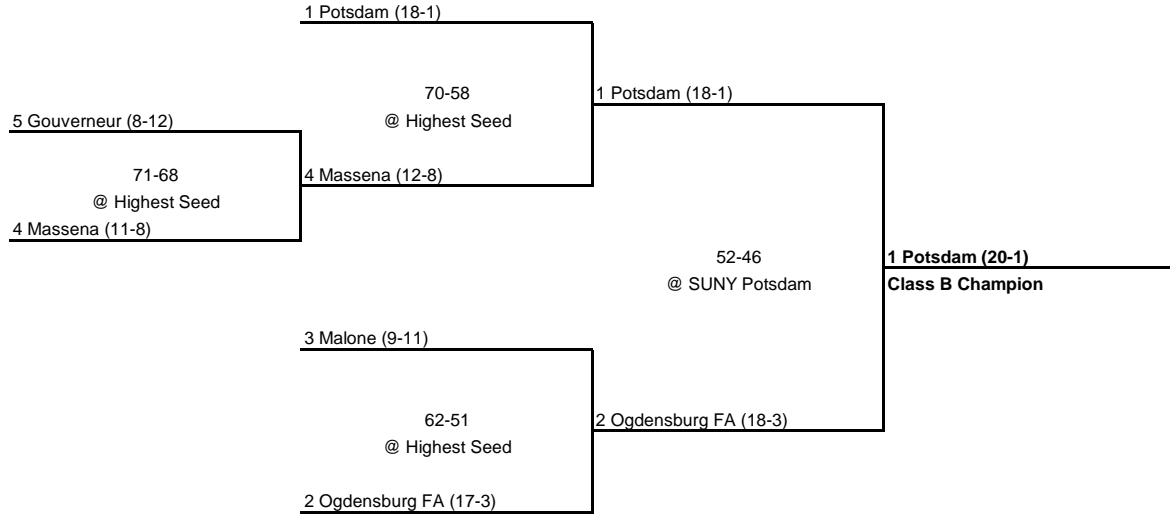 1 Potsdam (18-1)
70-58
@ Highest Seed
1 Potsdam (18-1)
5 Gouverneur (8-12)
71-68
@ Highest Seed
4 Massena (12-8)
4 Massena (11-8)
52-46
@ SUNY Potsdam
1 Potsdam (20-1)
Class B Champion
3 Malone (9-11)
62-51
@ Highest Seed
2 Ogdensburg FA (18-3)
2 Ogdensburg FA (17-3)